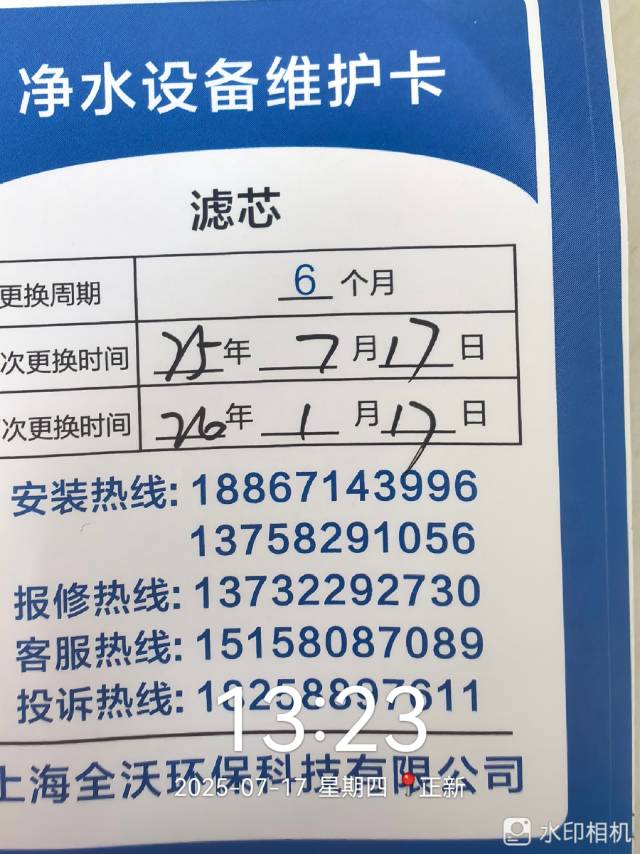 净水设备维护卡
滤芯
更换周期 6 个月
次更换时间 25年 7月17日
次更换时间 26年 1月17日
安装热线: 18867143996
13758291056
报修热线: 13732292730
客服热线: 15158087089
投诉热线: 18258897611
13:23
上海全沃环保科技有限公司
2025-07-17 星期四 正新
水印相机